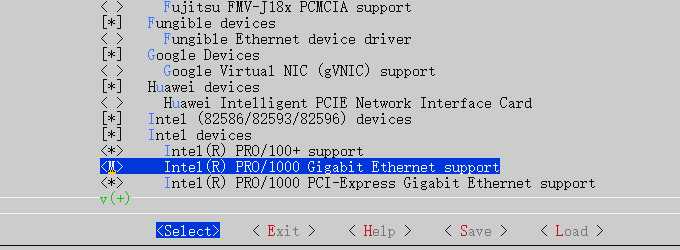 < >     Fujitsu FMV-J18x PCMCIA support
[*]   Fungible devices
< >     Fungible Ethernet device driver
[*]   Google Devices
< >     Google Virtual NIC (gVNIC) support
[*]   Huawei devices
< >     Huawei Intelligent PCIE Network Interface Card
[*]   Intel (82586/82593/82596) devices
[*]   Intel devices
<*>     Intel(R) PRO/100+ support
<M>     Intel(R) PRO/1000 Gigabit Ethernet support
<*>     Intel(R) PRO/1000 PCI-Express Gigabit Ethernet support
v(+)
<Select>    < Exit >    < Help >    < Save >    < Load >